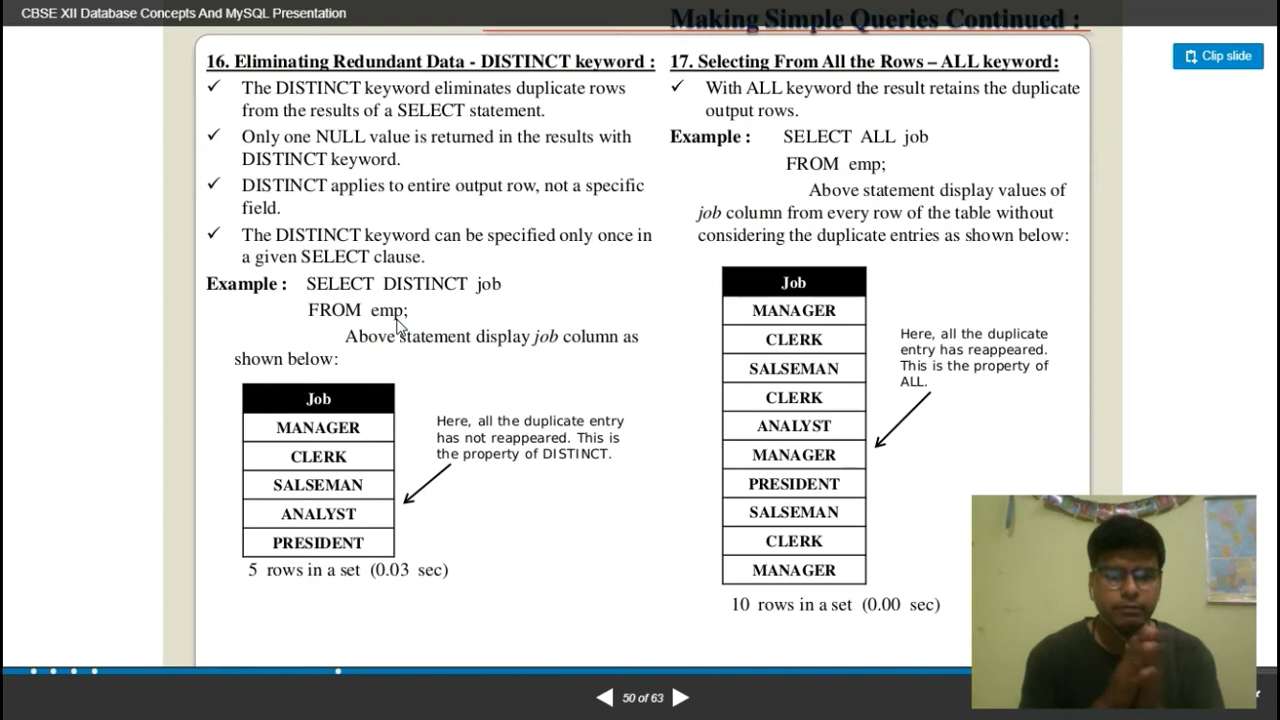 CBSE XII Database Concepts And MySQL Presentation
Making Simple Queries Continued :
Clip slide
16. Eliminating Redundant Data - DISTINCT keyword :
✓ The DISTINCT keyword eliminates duplicate rows
from the results of a SELECT statement.
✓ Only one NULL value is returned in the results with
DISTINCT keyword.
✓ DISTINCT applies to entire output row, not a specific
field.
✓ The DISTINCT keyword can be specified only once in
a given SELECT clause.
Example : SELECT DISTINCT job
FROM emp;
Above statement display job column as
shown below:
Job
MANAGER
CLERK
SALSEMAN
ANALYST
PRESIDENT
Here, all the duplicate entry
has not reappeared. This is
the property of DISTINCT.
5 rows in a set (0.03 sec)
17. Selecting From All the Rows – ALL keyword:
✓ With ALL keyword the result retains the duplicate
output rows.
Example : SELECT ALL job
FROM emp;
Above statement display values of
job column from every row of the table without
considering the duplicate entries as shown below:
Job
MANAGER
CLERK
SALSEMAN
CLERK
ANALYST
MANAGER
PRESIDENT
SALSEMAN
CLERK
MANAGER
Here, all the duplicate
entry has reappeared.
This is the property of
ALL.
10 rows in a set (0.00 sec)
50 of 63